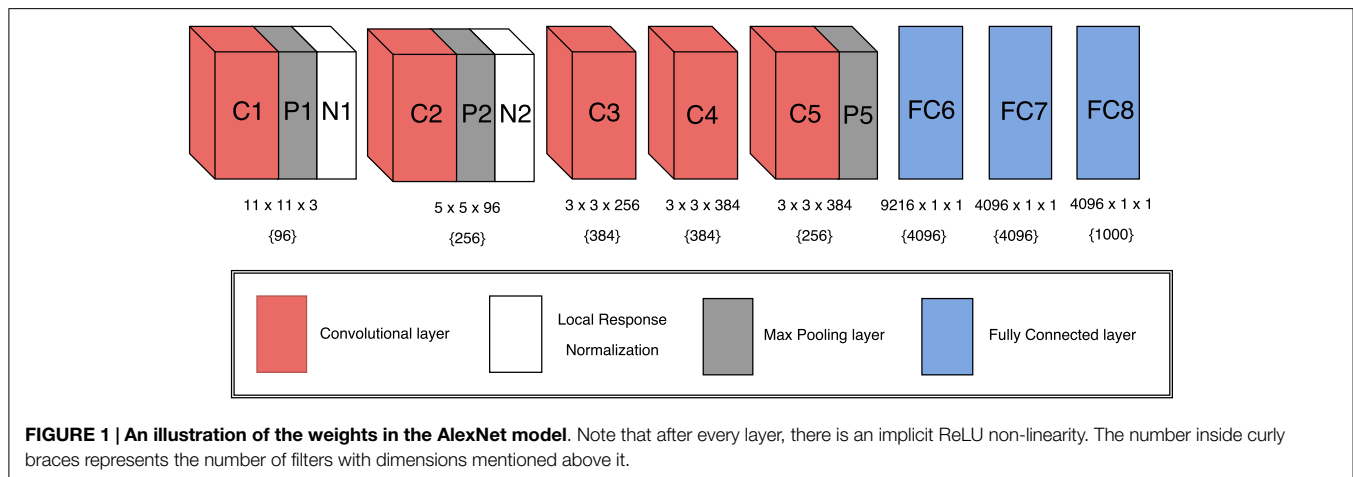 C1 P1 N1 C2 P2 N2 C3 C4 C5 P5 FC6 FC7 FC8
11 x 11 x 3 5 x 5 x 96 3 x 3 x 256 3 x 3 x 384 3 x 3 x 384 9216 x 1 x 1 4096 x 1 x 1 4096 x 1 x 1
{96} {256} {384} {384} {256} {4096} {4096} {1000}
Convolutional layer
Local Response
Normalization
Max Pooling layer
Fully Connected layer
FIGURE 1 | An illustration of the weights in the AlexNet model. Note that after every layer, there is an implicit ReLU non-linearity. The number inside curly
braces represents the number of filters with dimensions mentioned above it.